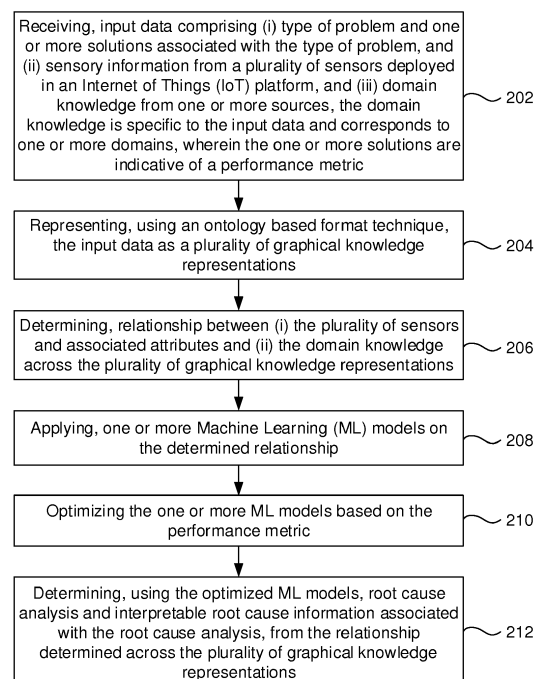 Receiving, input data comprising (i) type of problem and one
or more solutions associated with the type of problem, and
(ii) sensory information from a plurality of sensors deployed
in an Internet of Things (IoT) platform, and (iii) domain
knowledge from one or more sources, the domain
knowledge is specific to the input data and corresponds to
one or more domains, wherein the one or more solutions are
indicative of a performance metric
202
Representing, using an ontology based format technique,
the input data as a plurality of graphical knowledge
representations
204
Determining, relationship between (i) the plurality of sensors
and associated attributes and (ii) the domain knowledge
across the plurality of graphical knowledge representations
206
Applying, one or more Machine Learning (ML) models on
the determined relationship
208
Optimizing the one or more ML models based on the
performance metric
210
Determining, using the optimized ML models, root cause
analysis and interpretable root cause information associated
with the root cause analysis, from the relationship
determined across the plurality of graphical knowledge
representations
212